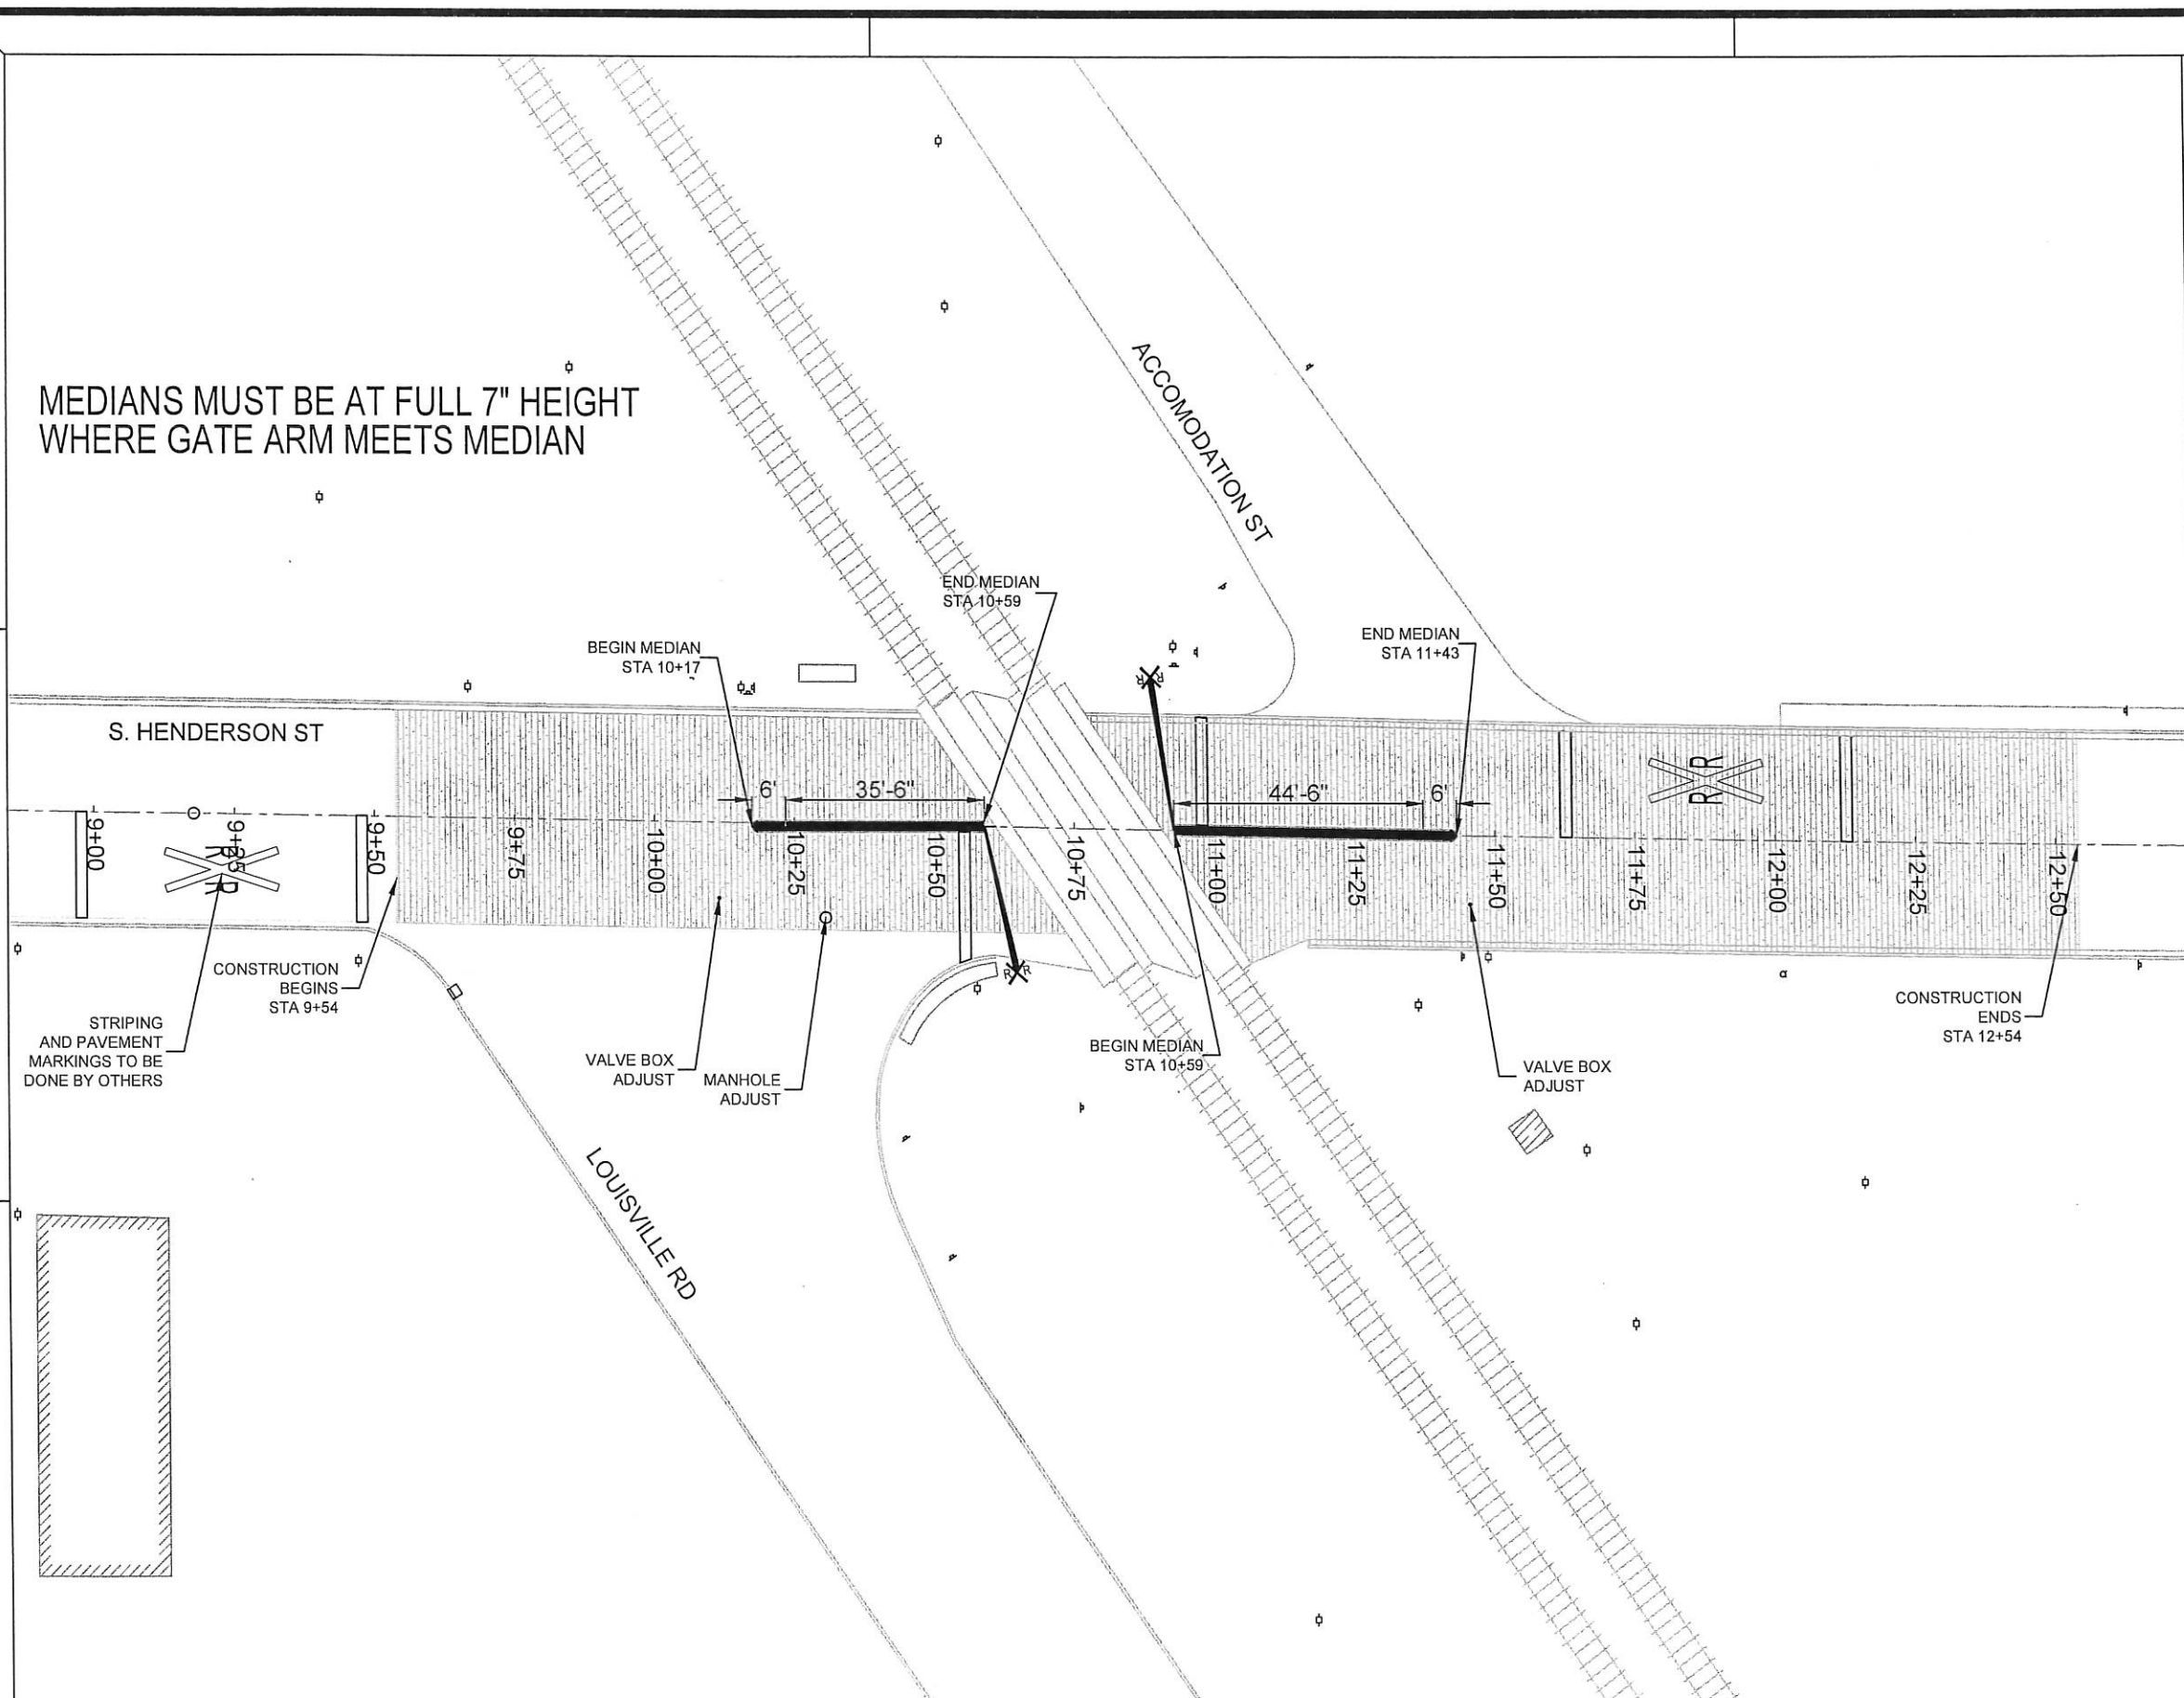 MEDIANS MUST BE AT FULL 7" HEIGHT
WHERE GATE ARM MEETS MEDIAN
ACCOMODATION ST
END MEDIAN
STA 10+59
BEGIN MEDIAN
STA 10+17
END MEDIAN
STA 11+43
S. HENDERSON ST
6'
35'-6"
44'-6"
6'
R R
R R
R R
9+00
9+25
9+50
9+75
10+00
10+25
10+50
10+75
11+00
11+25
11+50
11+75
12+00
12+25
12+50
R R
R R
CONSTRUCTION
BEGINS
STA 9+54
STRIPING
AND PAVEMENT
MARKINGS TO BE
DONE BY OTHERS
VALVE BOX
ADJUST
MANHOLE
ADJUST
BEGIN MEDIAN
STA 10+59
VALVE BOX
ADJUST
CONSTRUCTION
ENDS
STA 12+54
LOUISVILLE RD